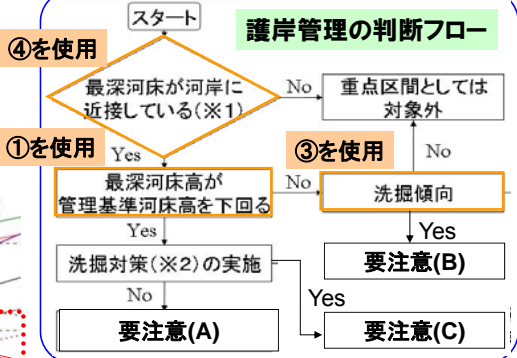 スタート
護岸管理の判断フロー
④を使用
最深河床が河岸に
近接している(※1)
No
重点区間としては
対象外
①を使用
Yes
③を使用
No
最深河床高が
管理基準河床高を下回る
No
洗掘傾向
Yes
Yes
洗掘対策(※2)の実施
要注意(B)
No
Yes
要注意(A)
要注意(C)